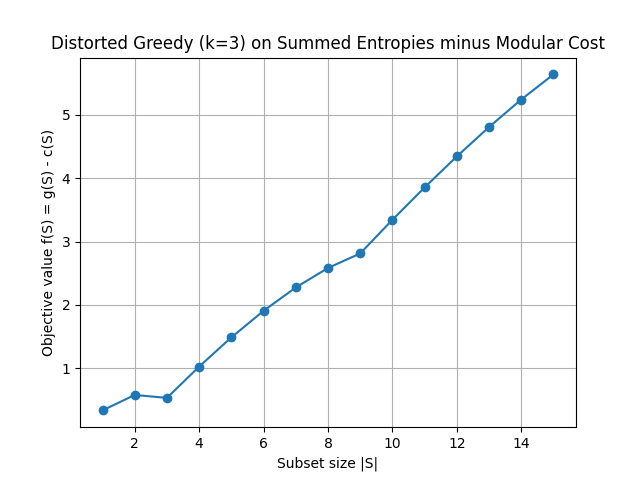 Distorted Greedy (k=3) on Summed Entropies minus Modular Cost
Objective value f(S) = g(S) - c(S)
5
4
3
2
1
2 4 6 8 10 12 14
Subset size |S|